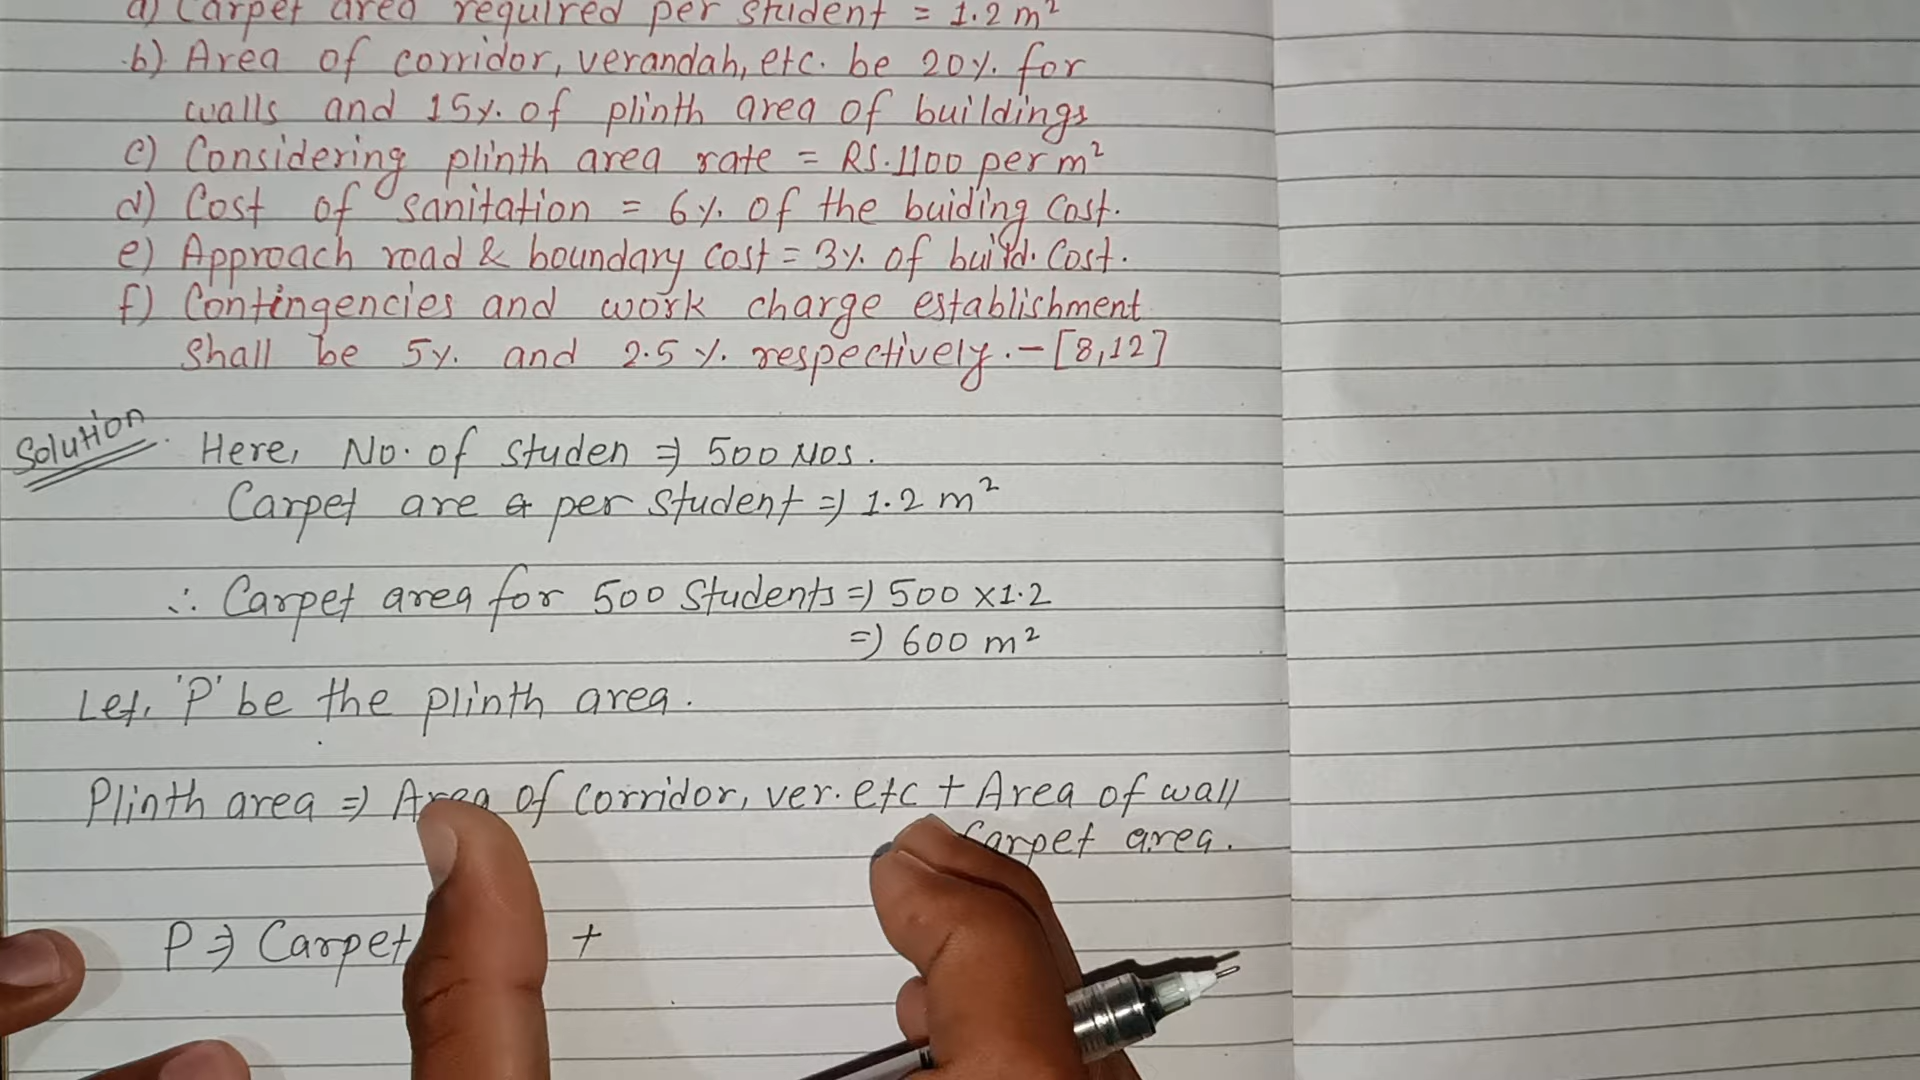 a) Carpet area required per student = 1.2 m²
b) Area of corridor, verandah, etc. be 20%. for
walls and 15%. of plinth area of buildings
c) Considering plinth area rate = RS.1100 per m²
d) Cost of sanitation = 6%. of the buiding cost.
e) Approach road & boundary cost = 3%. of build. Cost.
f) Contingencies and work charge establishment
Shall be 5%. and 2.5%. respectively. - [8,12]
Solution. Here, No. of studen ⇒ 500 Nos.
Carpet are a per student ⇒ 1.2 m²
∴ Carpet area for 500 Students ⇒ 500 x1.2
⇒ 600 m²
Let, 'P' be the plinth area.
Plinth area ⇒ Area of corridor, ver. etc + Area of wall
Carpet area.
P ⇒ Carpet +